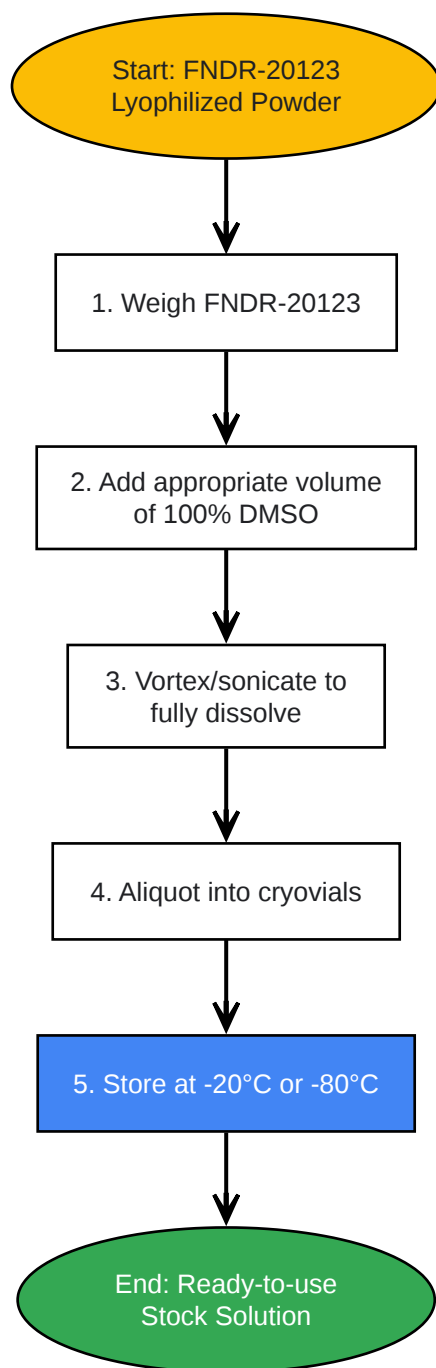 Start: FNDR-20123
Lyophilized Powder
1. Weigh FNDR-20123
2. Add appropriate volume
of 100% DMSO
3. Vortex/sonicate to
fully dissolve
4. Aliquot into cryovials
5. Store at -20°C or -80°C
End: Ready-to-use
Stock Solution